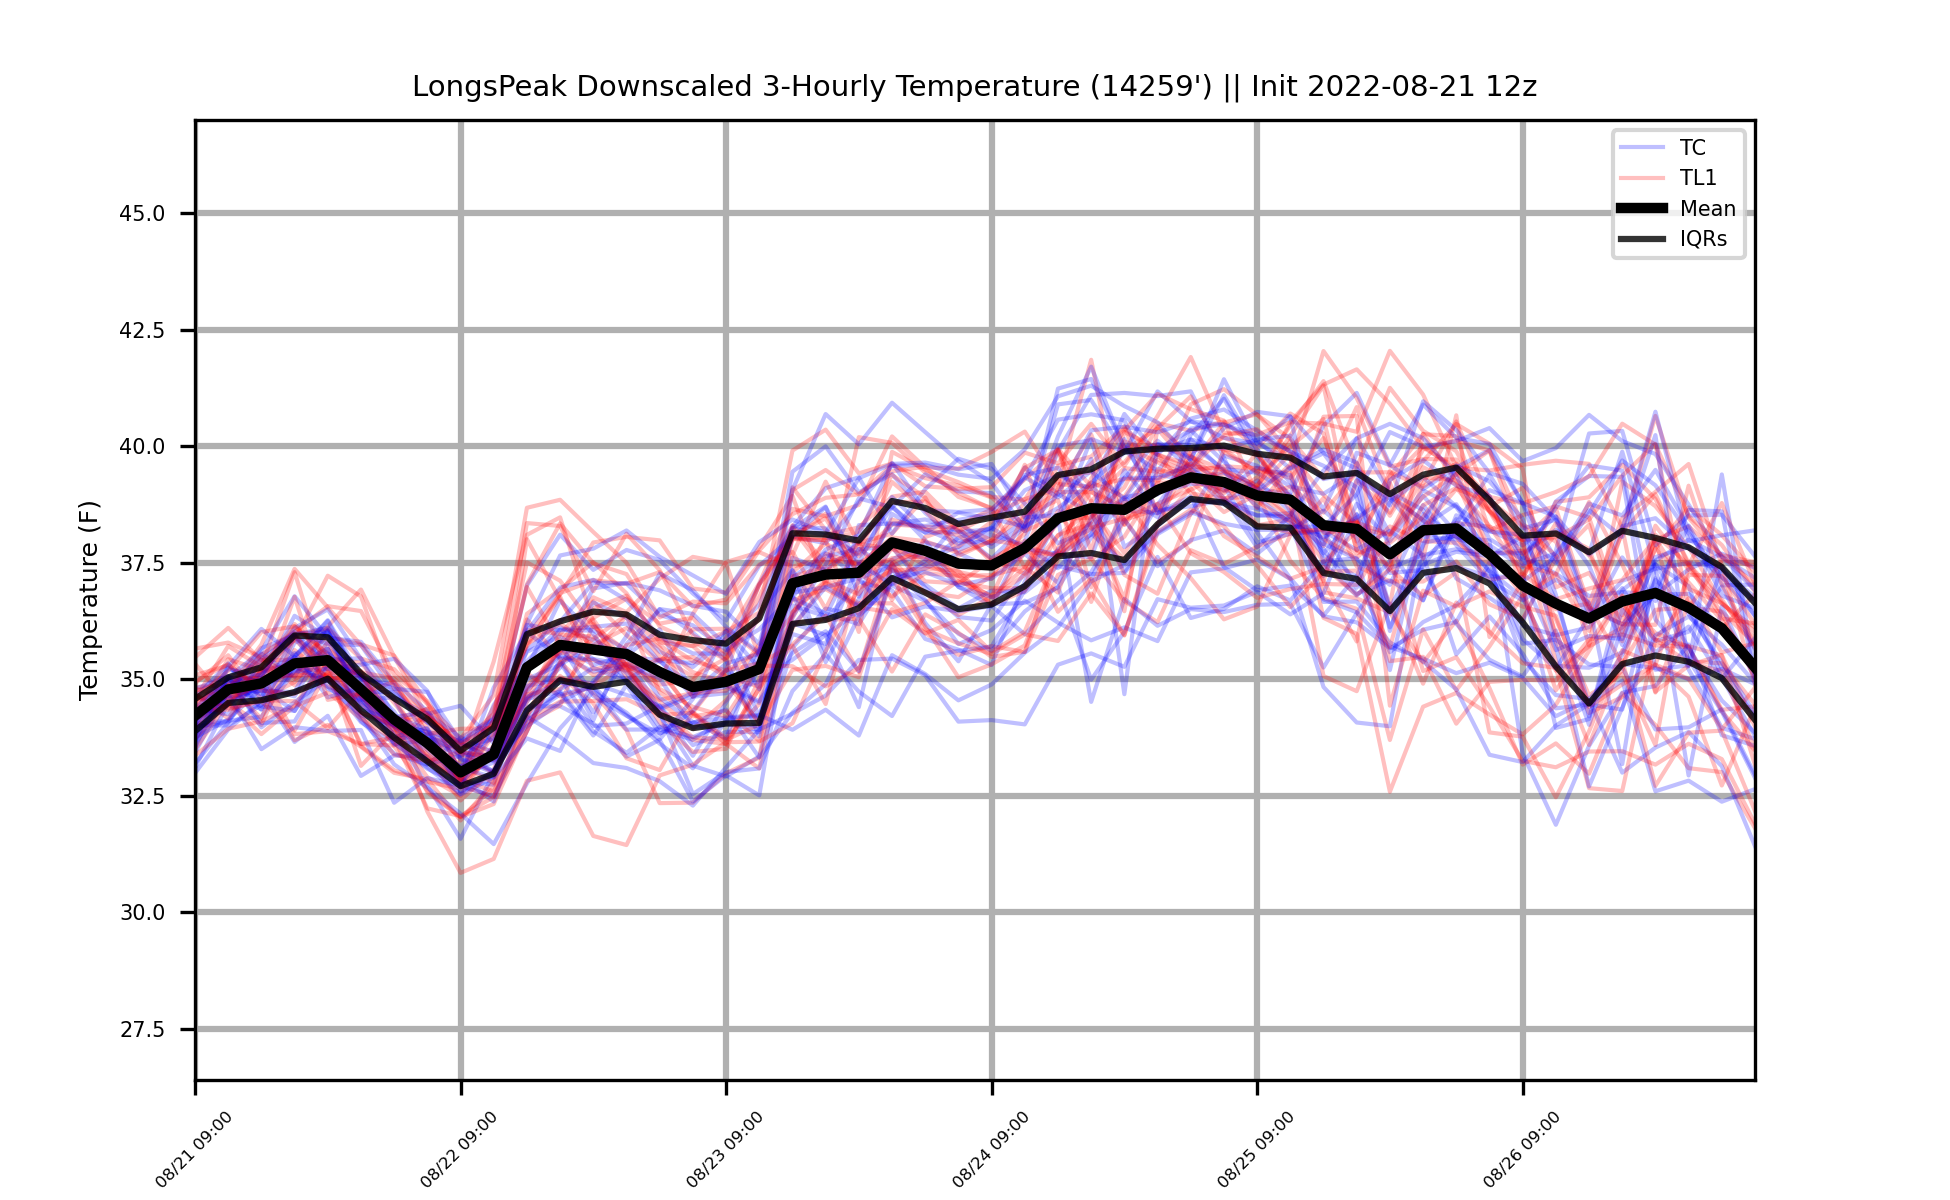 LongsPeak Downscaled 3-Hourly Temperature (14259') || Init 2022-08-21 12z
TC
TL1
Mean
IQRs
Temperature (F)
45.0
42.5
40.0
37.5
35.0
32.5
30.0
27.5
08/21 09:00
08/22 09:00
08/23 09:00
08/24 09:00
08/25 09:00
08/26 09:00